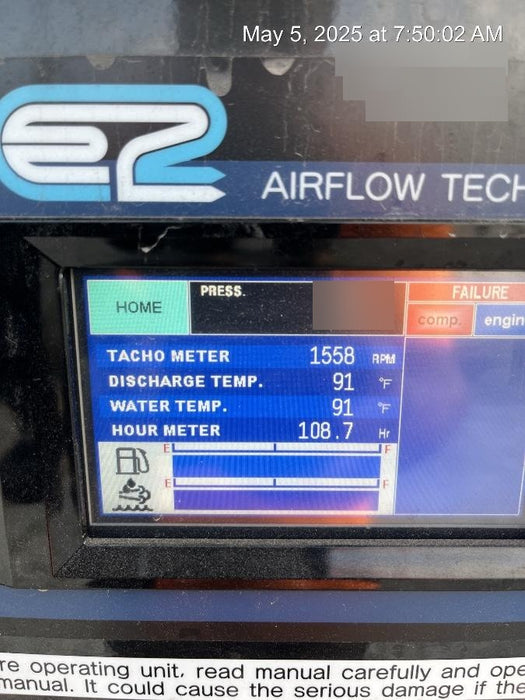 May 5, 2025 at 7:50:02 AM
e2
AIRFLOW TECH
HOME
PRESS.
FAILURE
comp.
engin
TACHO METER 1558 RPM
DISCHARGE TEMP. 91 °F
WATER TEMP. 91 °F
HOUR METER 108.7 Hr
E F
E F
re operating unit, read manual carefully and ope
manual. It could cause the serious damage if the